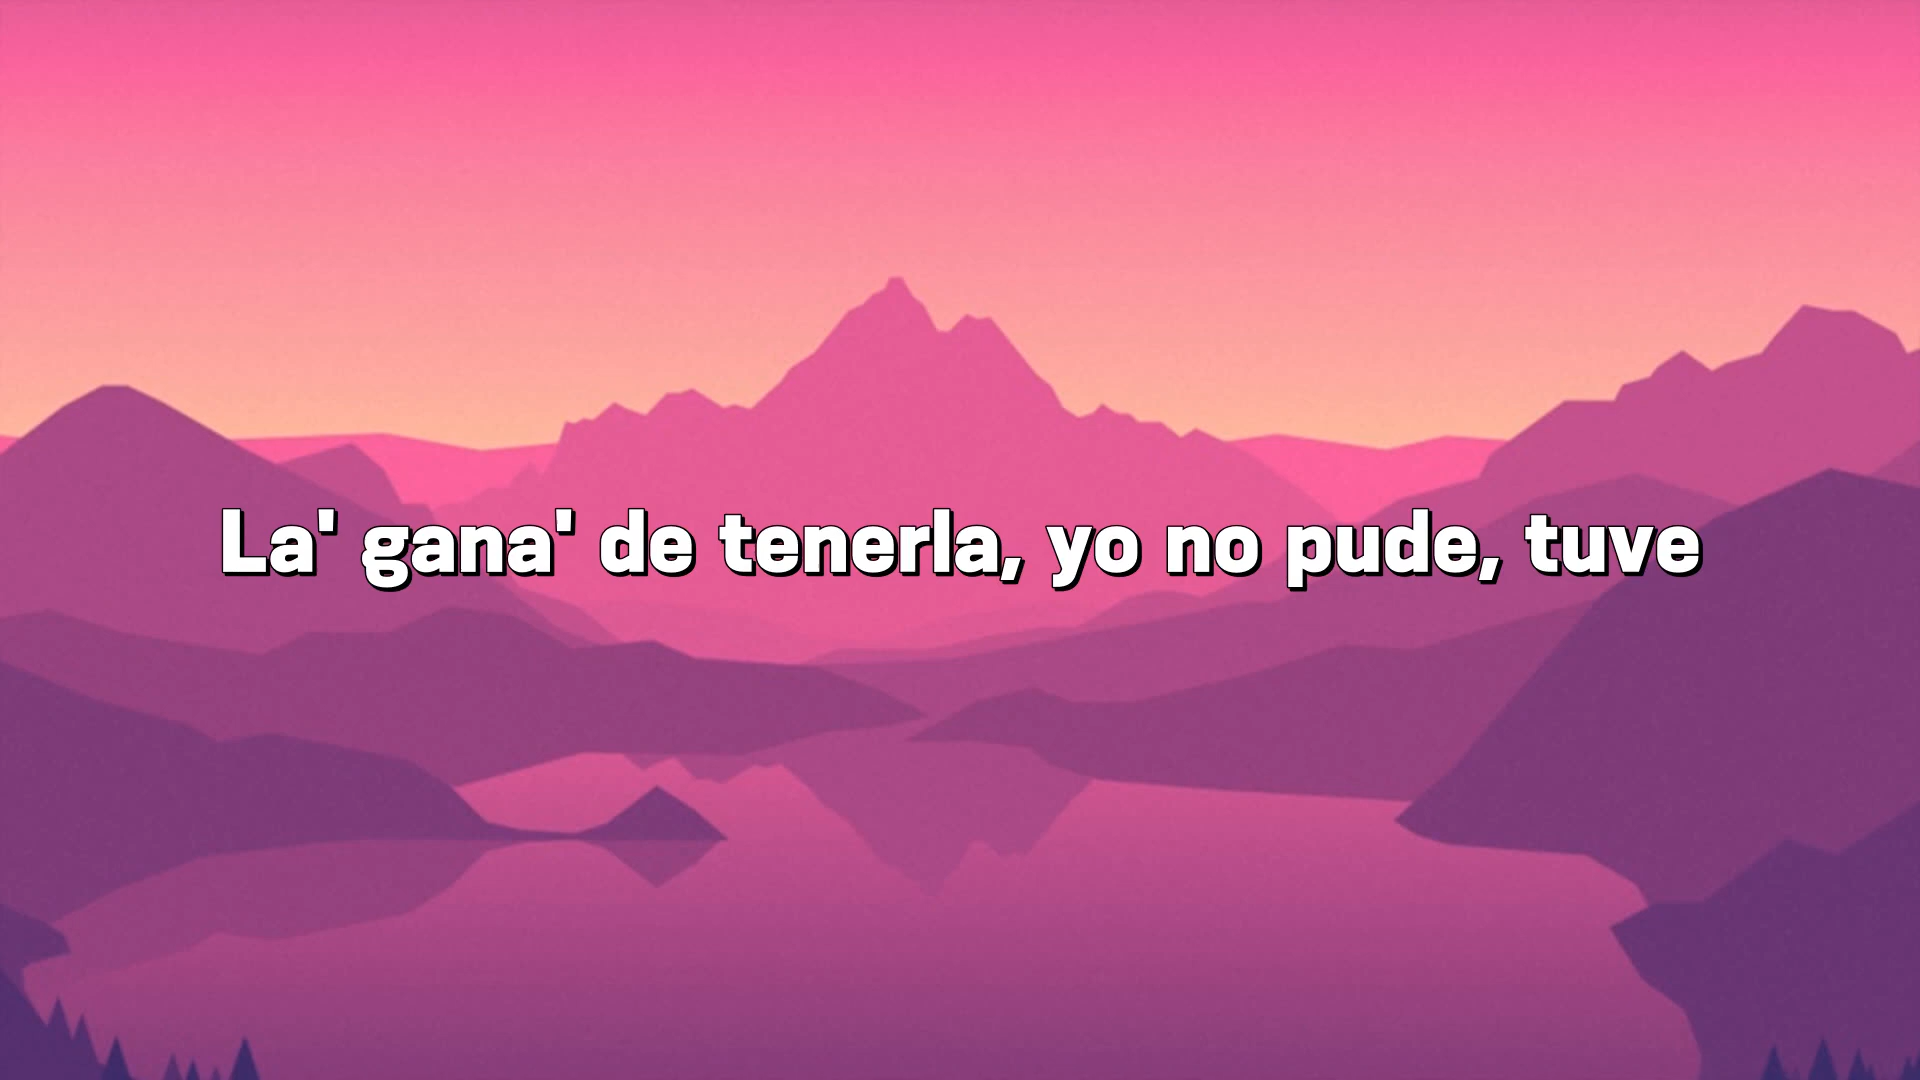 La' gana' de tenerla, yo no pude, tuve